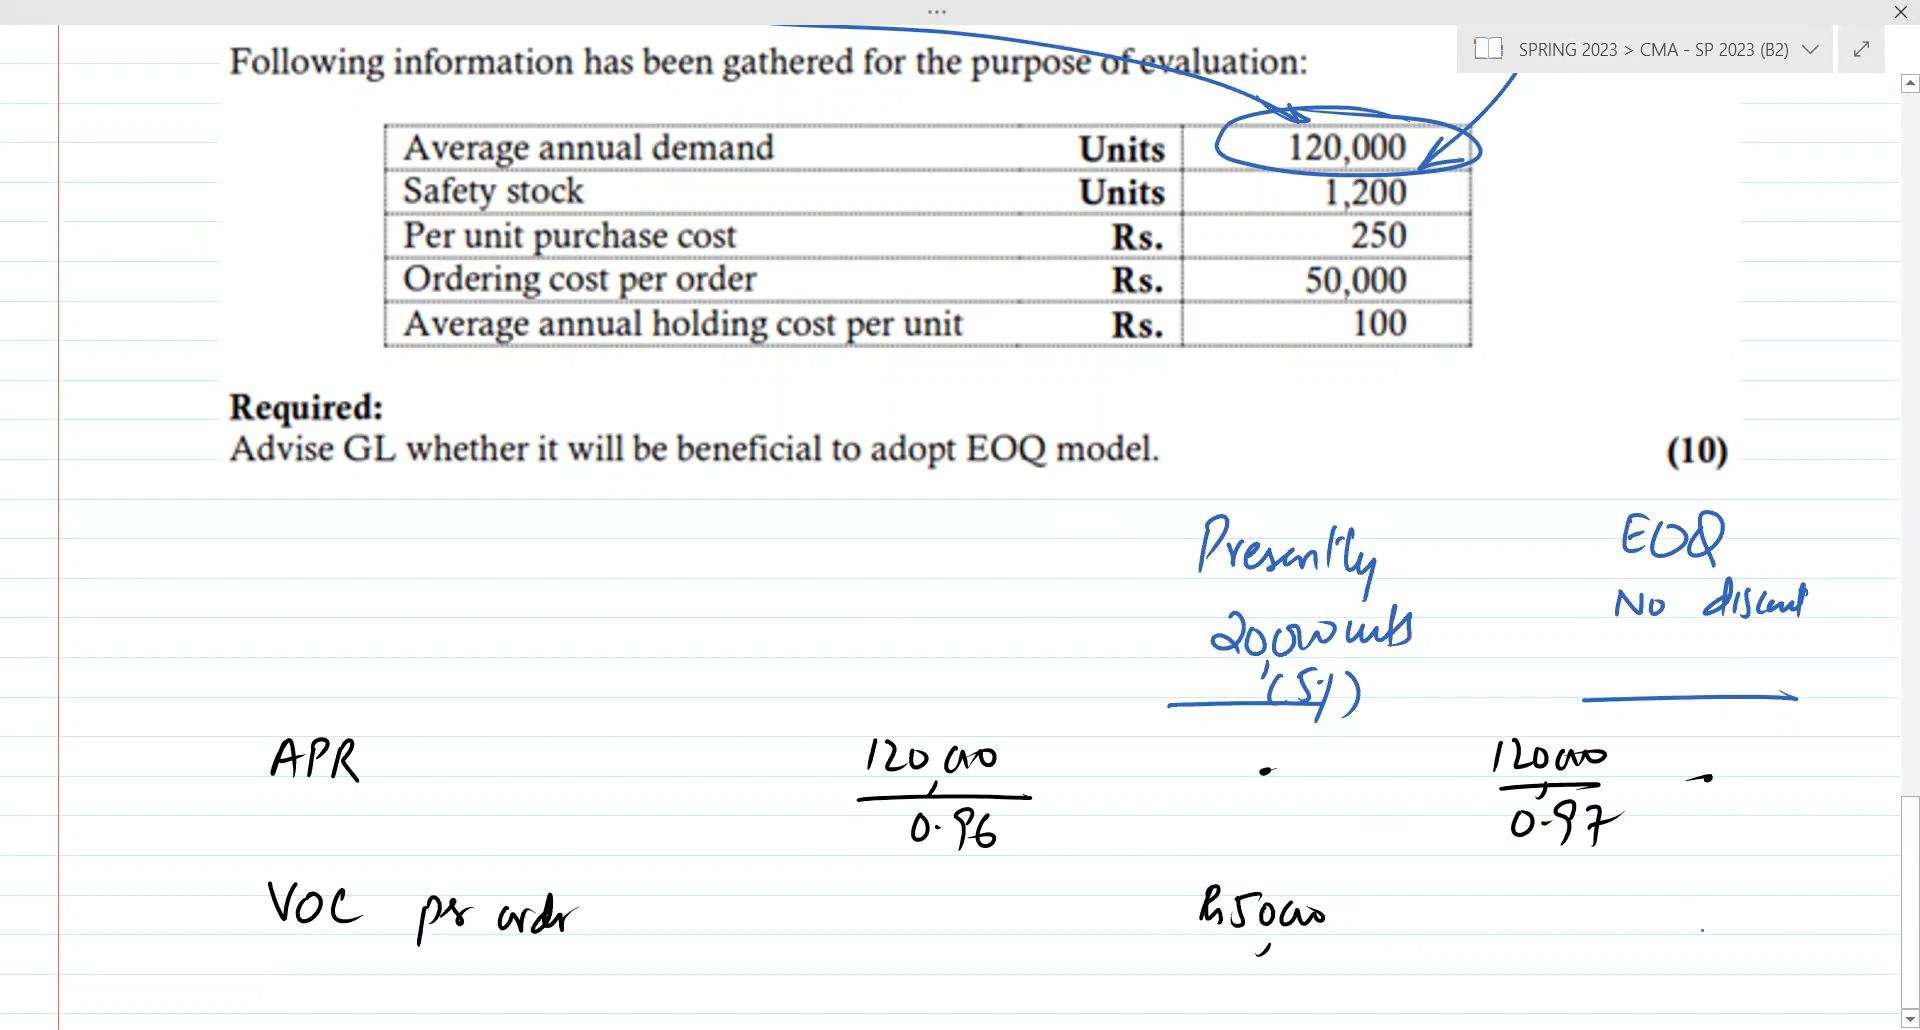 SPRING 2023 > CMA - SP 2023 (B2)
Following information has been gathered for the purpose of evaluation:
Average annual demand Units 120,000
Safety stock Units 1,200
Per unit purchase cost Rs. 250
Ordering cost per order Rs. 50,000
Average annual holding cost per unit Rs. 100
Required:
Advise GL whether it will be beneficial to adopt EOQ model. (10)
Presently EOQ
20,000 units No discount
(5%)
APR 120,000 120,000
0.96 0.97
VOC per order Rs 50,000